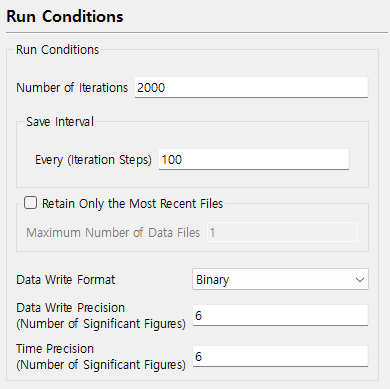 Run Conditions
Run Conditions
Number of Iterations 2000
Save Interval
Every (Iteration Steps) 100
Retain Only the Most Recent Files
Maximum Number of Data Files 1
Data Write Format Binary
Data Write Precision
(Number of Significant Figures) 6
Time Precision
(Number of Significant Figures) 6